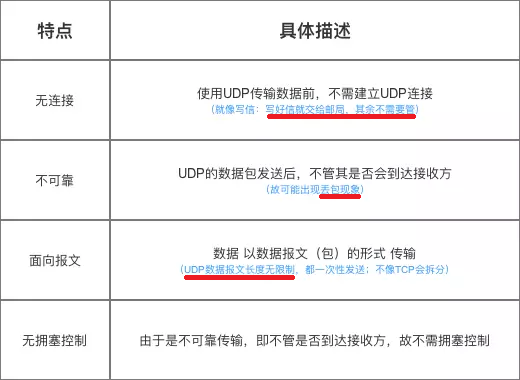 特点
具体描述
无连接
使用UDP传输数据前，不需建立UDP连接
（就像写信：写好信就交给邮局，其余不需要管）
不可靠
UDP的数据包发送后，不管其是否会到达接收方
（故可能出现丢包现象）
面向报文
数据 以数据报文（包）的形式 传输
（UDP数据报文长度无限制，都一次性发送；不像TCP会拆分）
无拥塞控制
由于是不可靠传输，即不管是否到达接收方，故不需拥塞控制